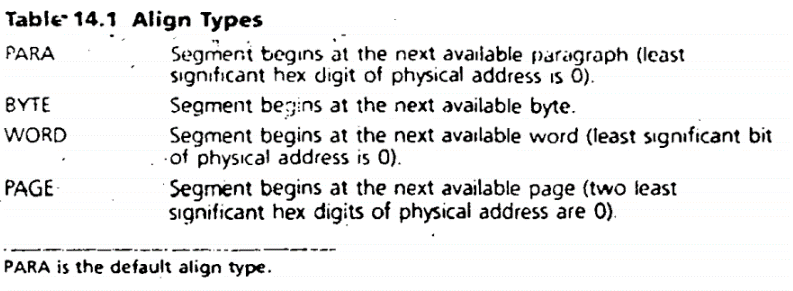 Table 14.1 Align Types
PARA Segment begins at the next available paragraph (least
significant hex digit of physical address is 0).
BYTE Segment begins at the next available byte.
WORD Segment begins at the next available word (least significant bit
of physical address is 0).
PAGE Segment begins at the next available page (two least
significant hex digits of physical address are 0).
PARA is the default align type.